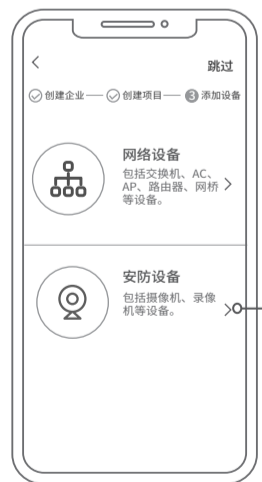 跳过
创建企业 创建项目 3 添加设备
网络设备
包括交换机、AC、
AP、路由器、网桥
等设备。
安防设备
包括摄像机、录像
机等设备。